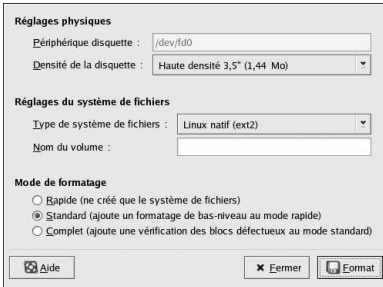 Réglages physiques
Périphérique disquette : /dev/fd0
Densité de la disquette : Haute densité 3,5" (1,44 Mo)
Réglages du système de fichiers
Type de système de fichiers : Linux natif (ext2)
Nom du volume :
Mode de formatage
Rapide (ne créé que le système de fichiers)
Standard (ajoute un formatage de bas-niveau au mode rapide)
Complet (ajoute une vérification des blocs défectueux au mode standard)
Aide Fermer Format